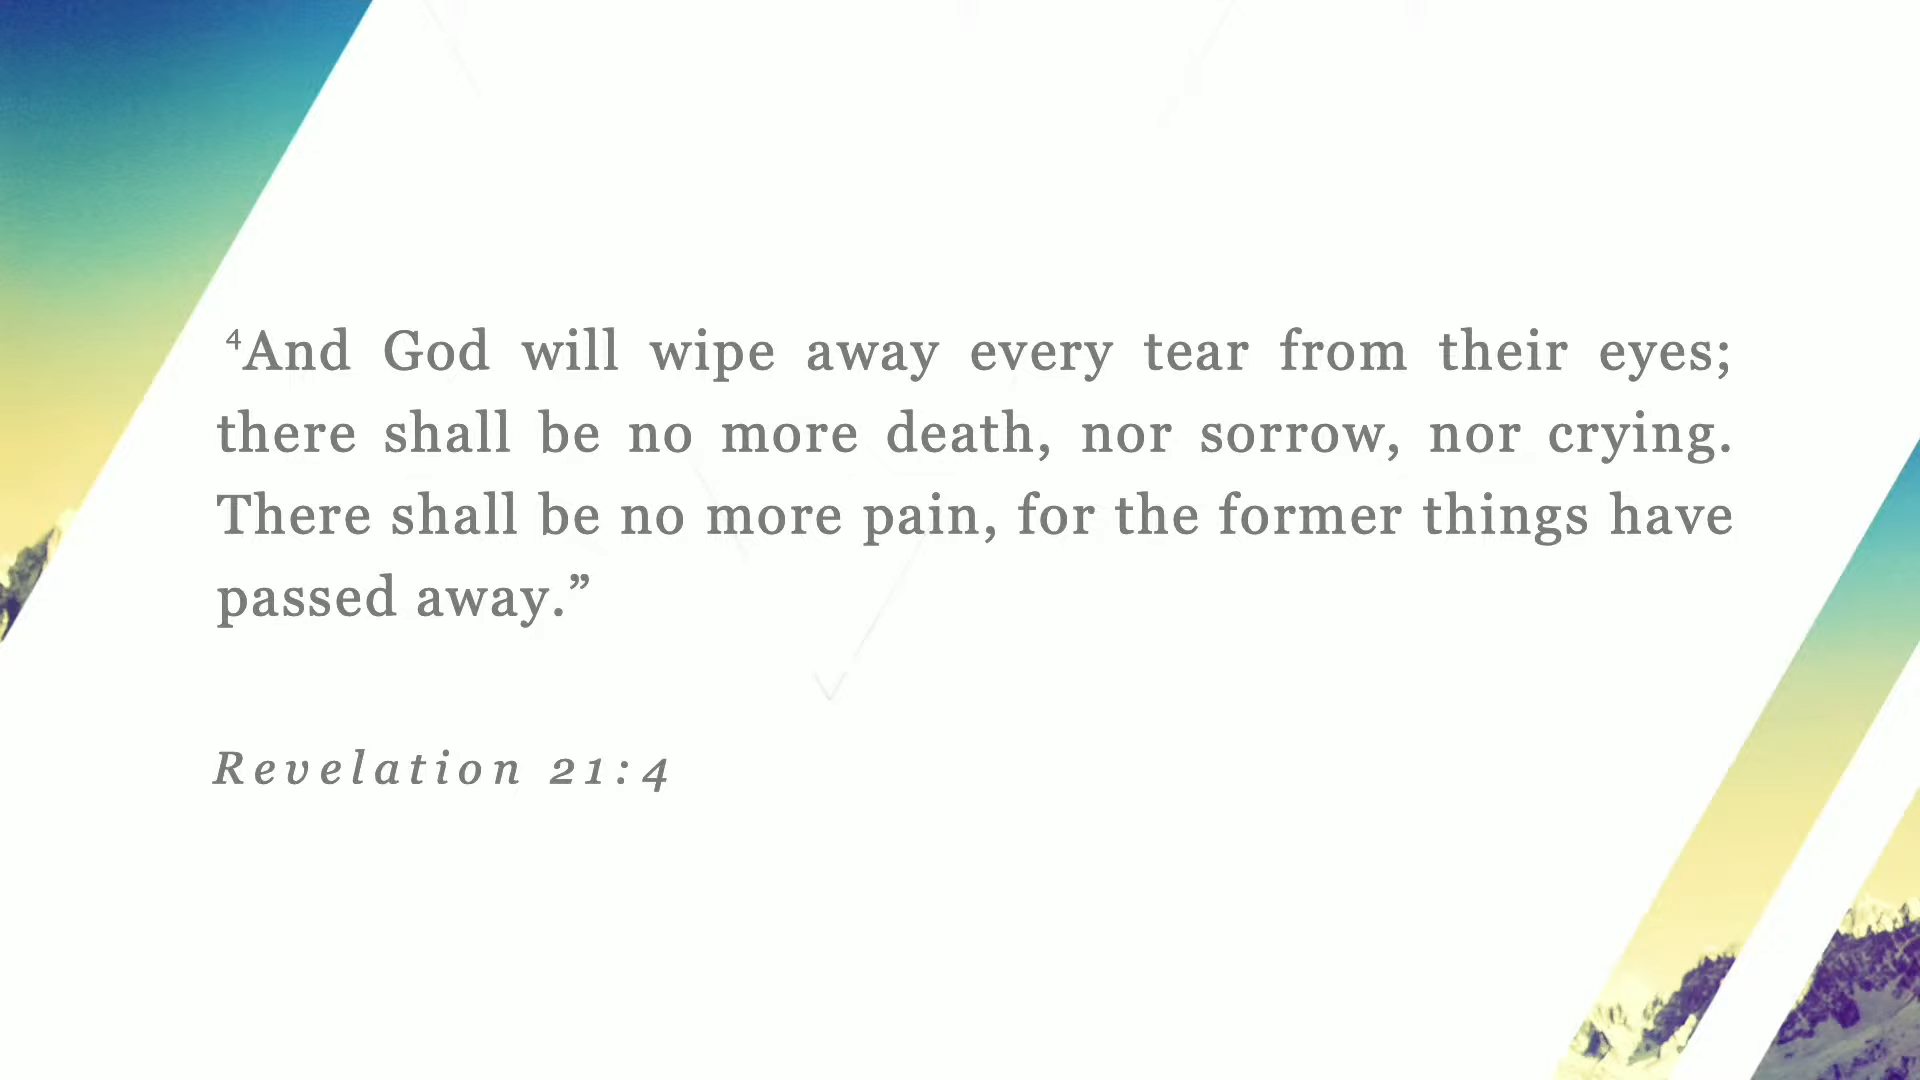 ⁴And God will wipe away every tear from their eyes;
there shall be no more death, nor sorrow, nor crying.
There shall be no more pain, for the former things have
passed away.”
Revelation 21:4